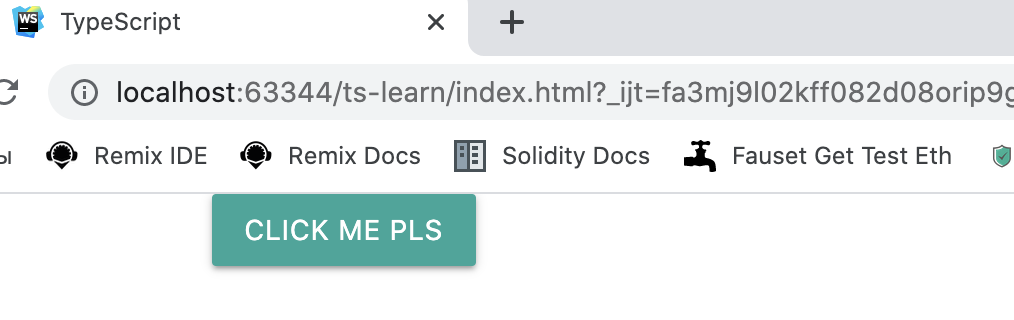 WS TypeScript
localhost:63344/ts-learn/index.html?_ijt=fa3mj9l02kff082d08orip9g
ы Remix IDE Remix Docs Solidity Docs Fauset Get Test Eth
CLICK ME PLS